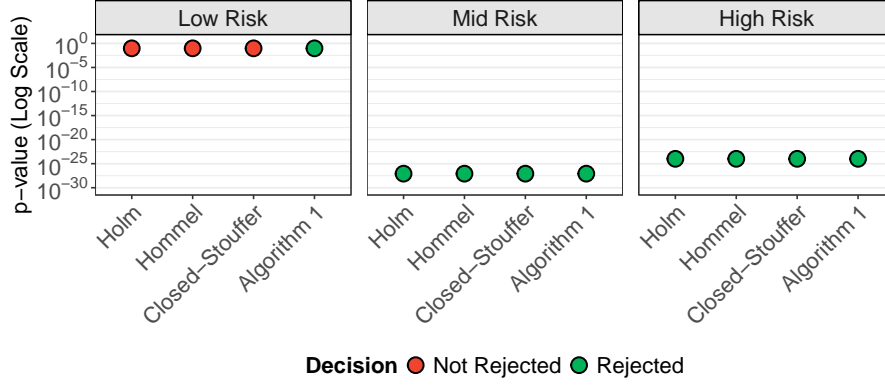 Low Risk
Mid Risk
High Risk
p−value (Log Scale)
10⁰
10⁻⁵
10⁻¹⁰
10⁻¹⁵
10⁻²⁰
10⁻²⁵
10⁻³⁰
Holm
Hommel
Closed−Stouffer
Algorithm 1
Holm
Hommel
Closed−Stouffer
Algorithm 1
Holm
Hommel
Closed−Stouffer
Algorithm 1
Decision Not Rejected Rejected